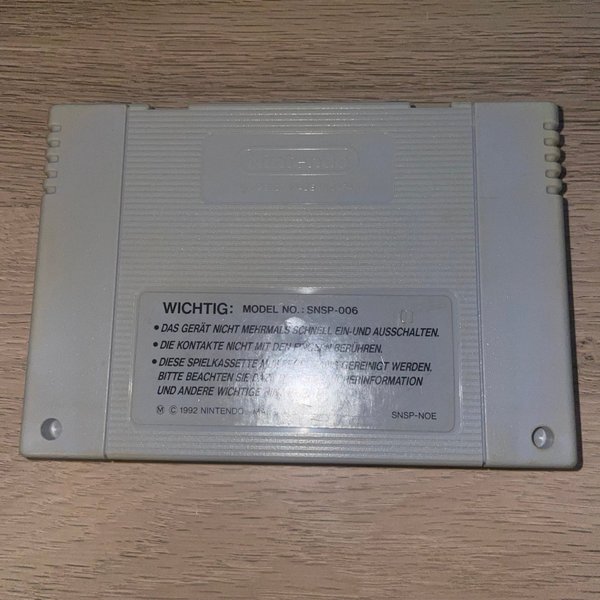 WICHTIG: MODEL NO.: SNSP-006
• DAS GERÄT NICHT MEHRMALS SCHNELL EIN-UND AUSSCHALTEN.
• DIE KONTAKTE NICHT MIT DEN BERÜHREN.
• DIESE SPIELKASSETTE GEREINIGT WERDEN.
BITTE BEACHTEN SIE
UND ANDERE WICHTIGE
Ⓜ © 1992 NINTENDO
SNSP-NOE